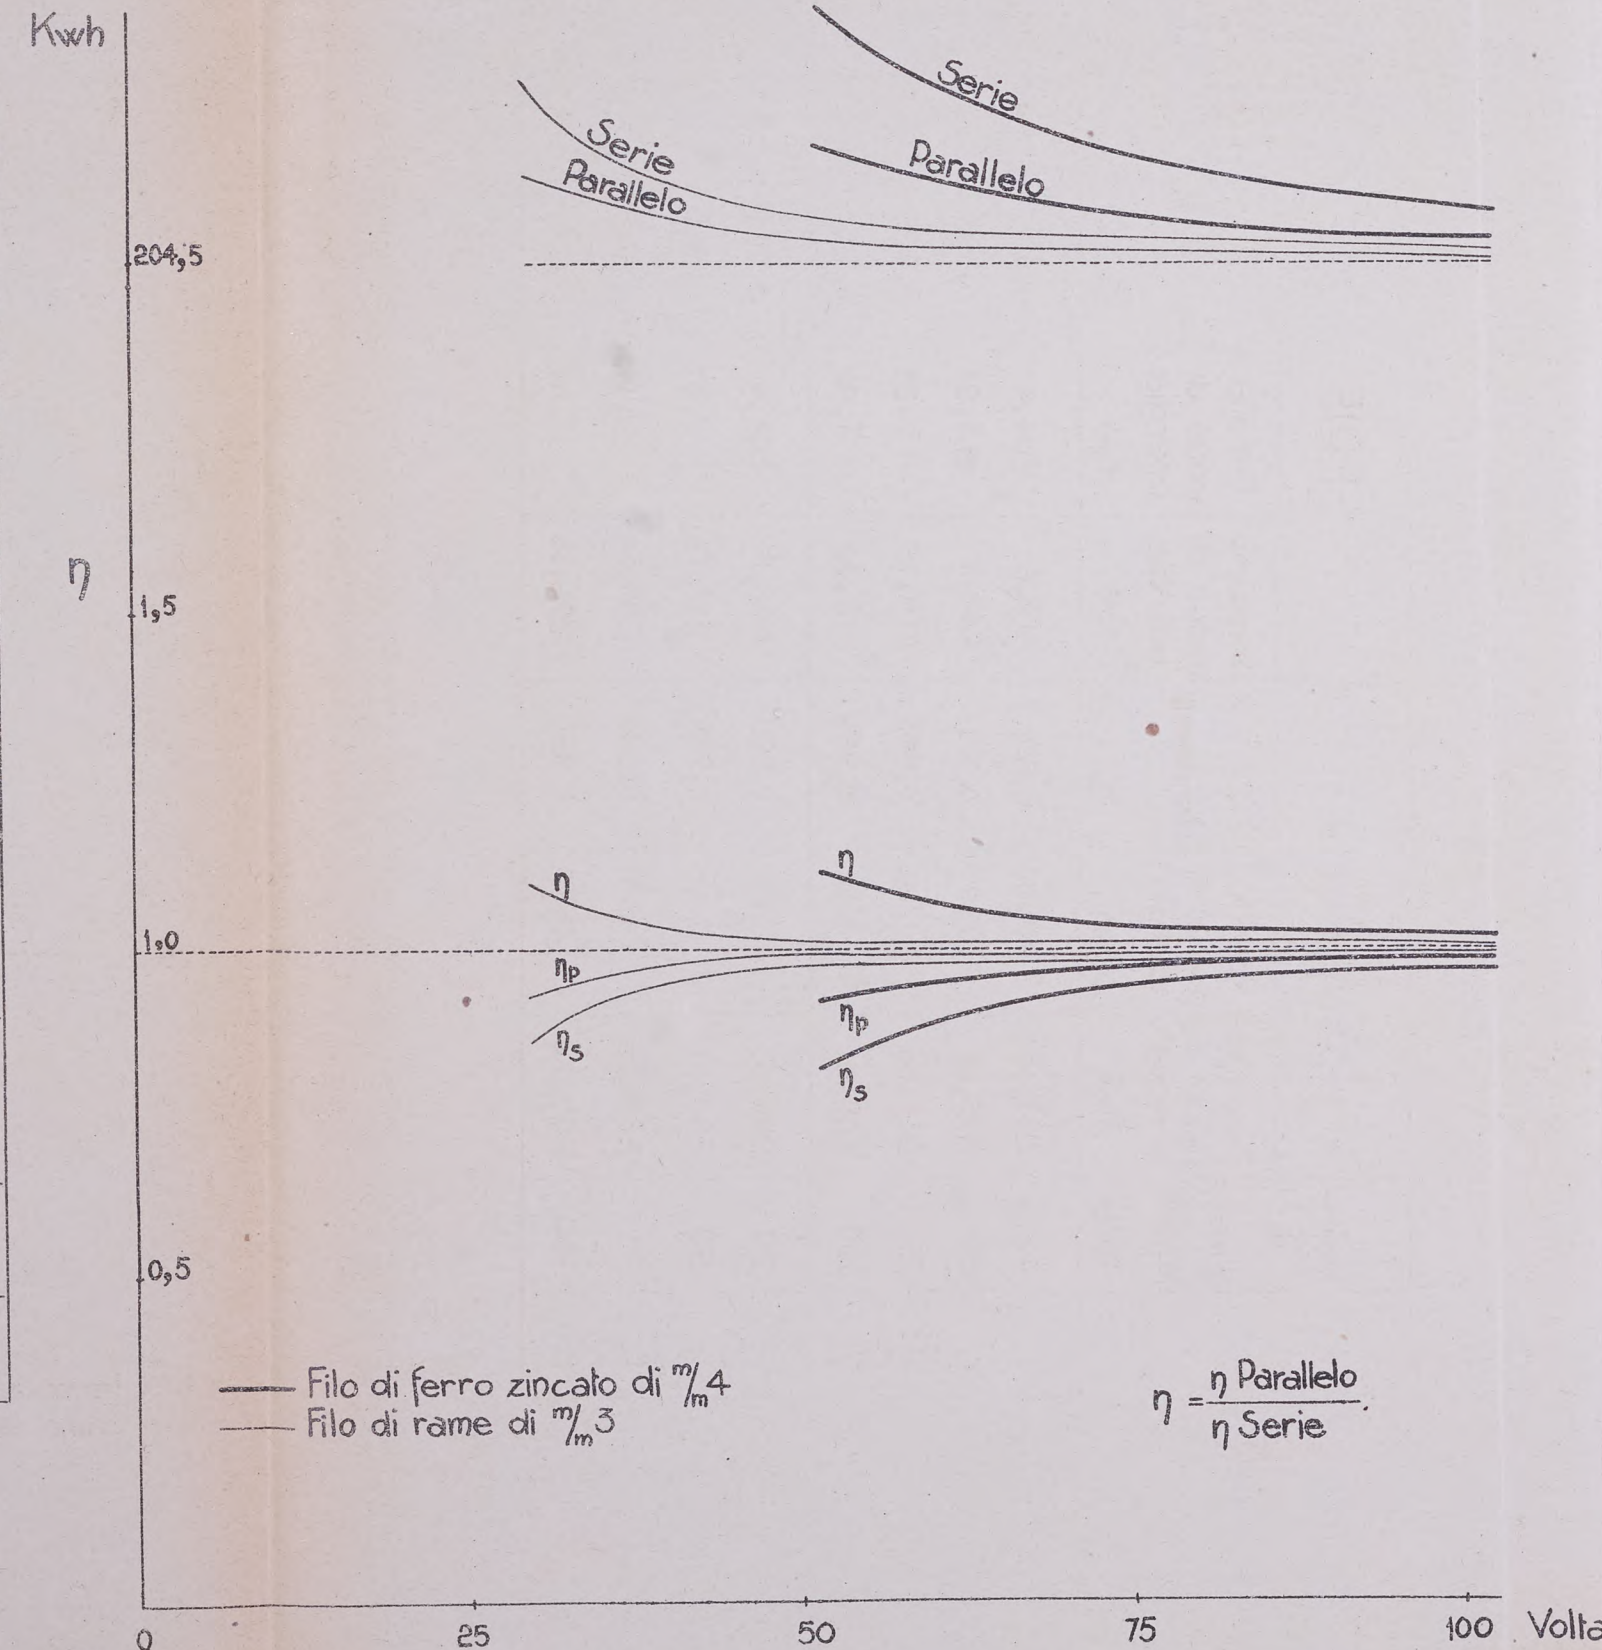 Kwh
Serie
Serie
Parallelo
Parallelo
204,5
η
1,5
η
η
1,0
ηp
ηp
ηs
ηs
0,5
Filo di ferro zincato di m/m 4
Filo di rame di m/m 3
η = η Parallelo
η Serie
0 25 50 75 100